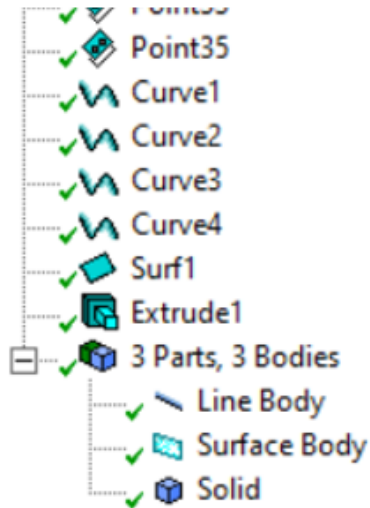 Point35
Curve1
Curve2
Curve3
Curve4
Surf1
Extrude1
3 Parts, 3 Bodies
Line Body
Surface Body
Solid